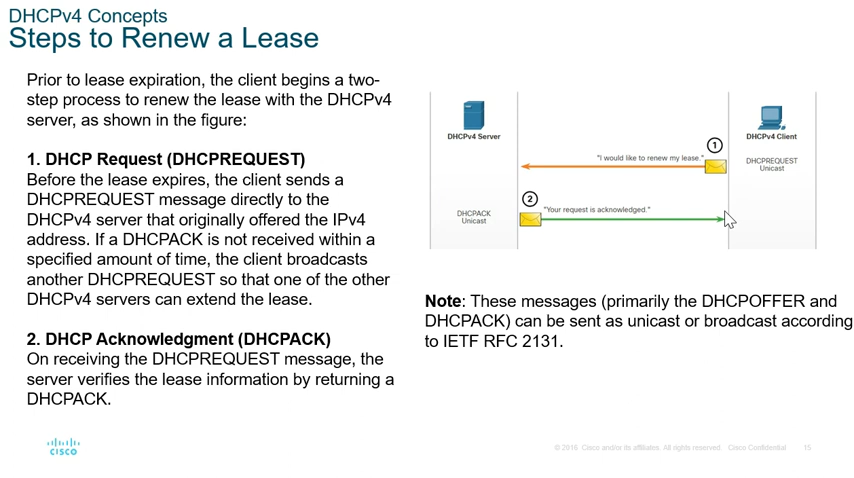 DHCPv4 Concepts
Steps to Renew a Lease
Prior to lease expiration, the client begins a two-
step process to renew the lease with the DHCPv4
server, as shown in the figure:
1. DHCP Request (DHCPREQUEST)
Before the lease expires, the client sends a
DHCPREQUEST message directly to the
DHCPv4 server that originally offered the IPv4
address. If a DHCPACK is not received within a
specified amount of time, the client broadcasts
another DHCPREQUEST so that one of the other
DHCPv4 servers can extend the lease.
2. DHCP Acknowledgment (DHCPACK)
On receiving the DHCPREQUEST message, the
server verifies the lease information by returning a
DHCPACK.
DHCPv4 Server
DHCPv4 Client
1
"I would like to renew my lease."
DHCPREQUEST
Unicast
2
"Your request is acknowledged."
DHCPACK
Unicast
Note: These messages (primarily the DHCPOFFER and
DHCPACK) can be sent as unicast or broadcast according
to IETF RFC 2131.
CISCO
© 2016 Cisco and/or its affiliates. All rights reserved. Cisco Confidential
15